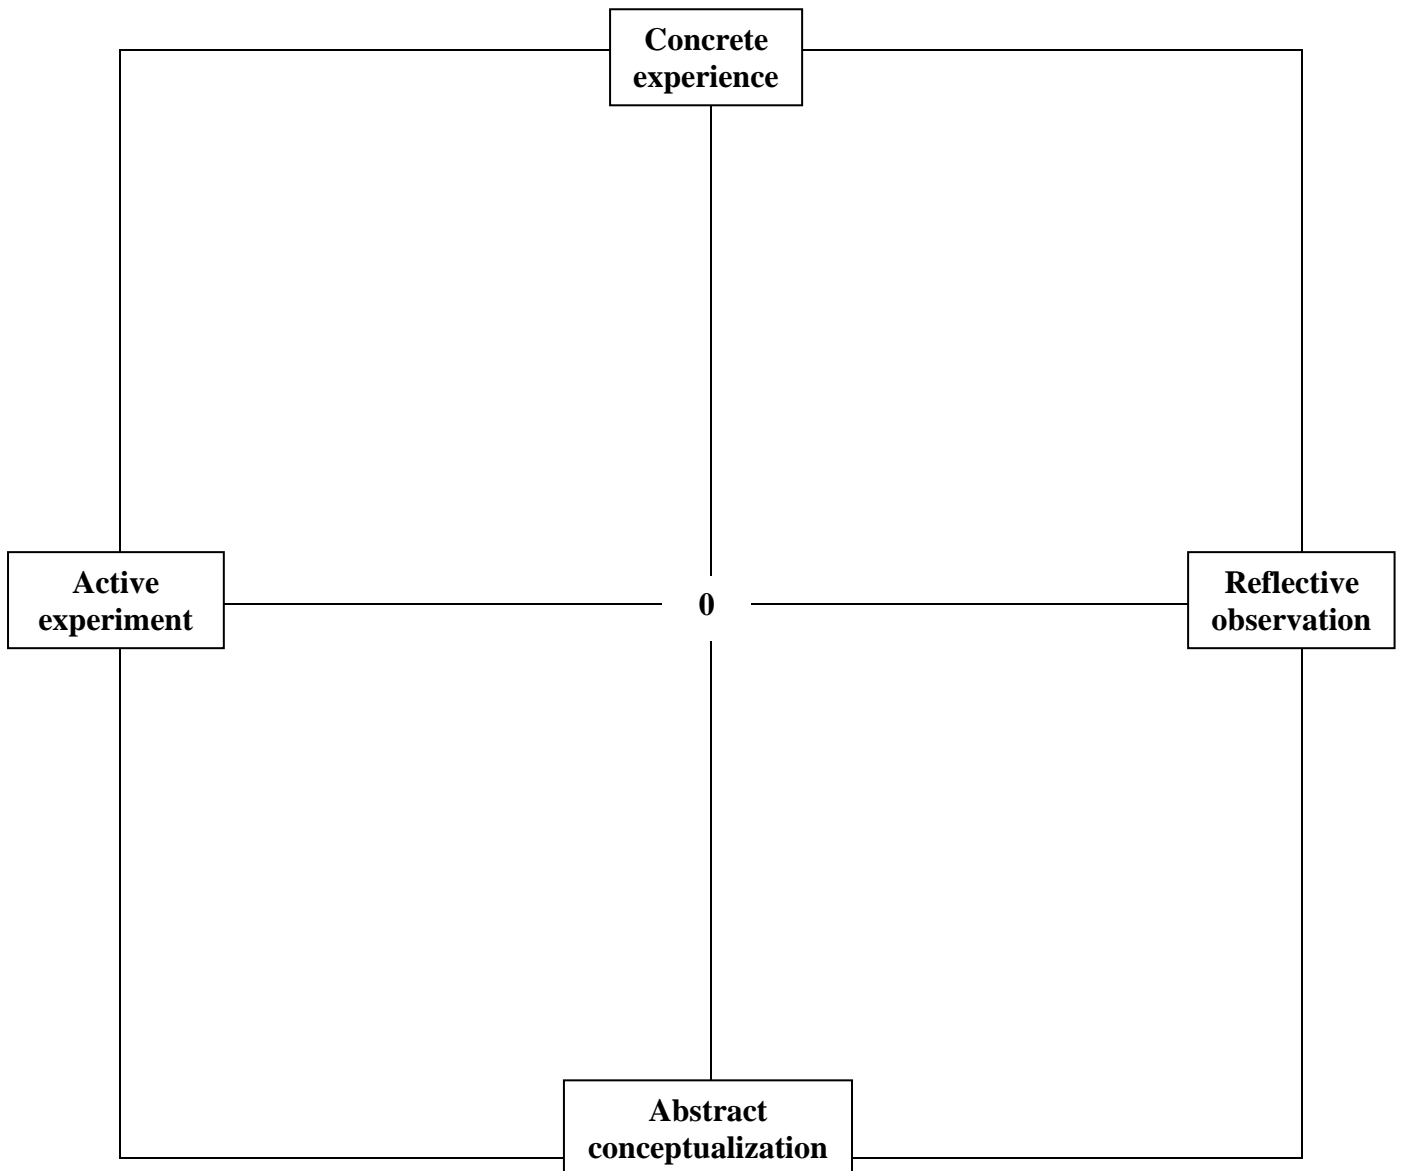 Concrete
experience
Active
experiment
0
Reflective
observation
Abstract
conceptualization